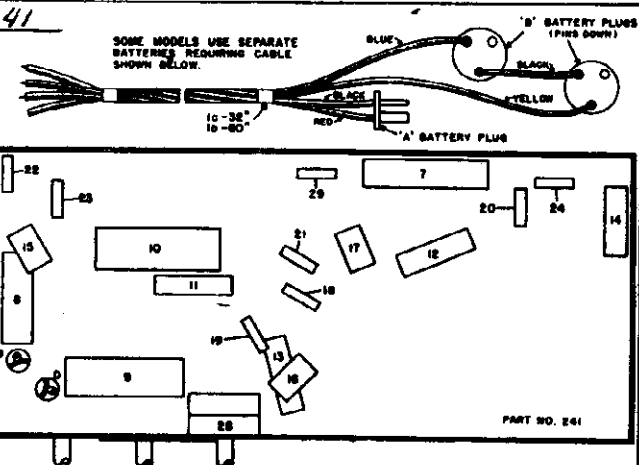 41
SOME MODELS USE SEPARATE
BATTERIES REQUIRING CABLE
SHOWN BELOW.
BLUE
'B' BATTERY PLUGS
(PINS DOWN)
BLACK
YELLOW
BLACK
RED
1a-32"
1b-60"
'A' BATTERY PLUG
22
23
29
7
20
24
14
15
10
21
17
12
8
11
18
19
13
16
9
28
PART NO. 241